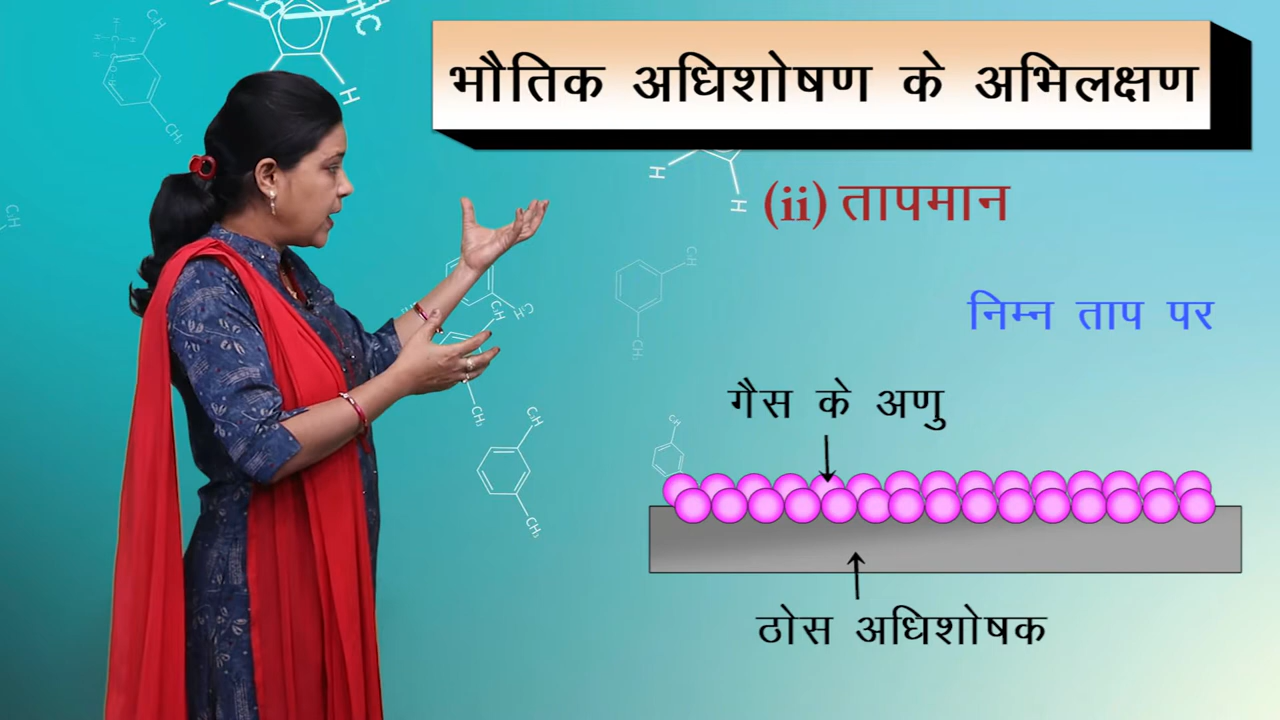 भौतिक अधिशोषण के अभिलक्षण
(ii) तापमान
निम्न ताप पर
गैस के अणु
ठोस अधिशोषक